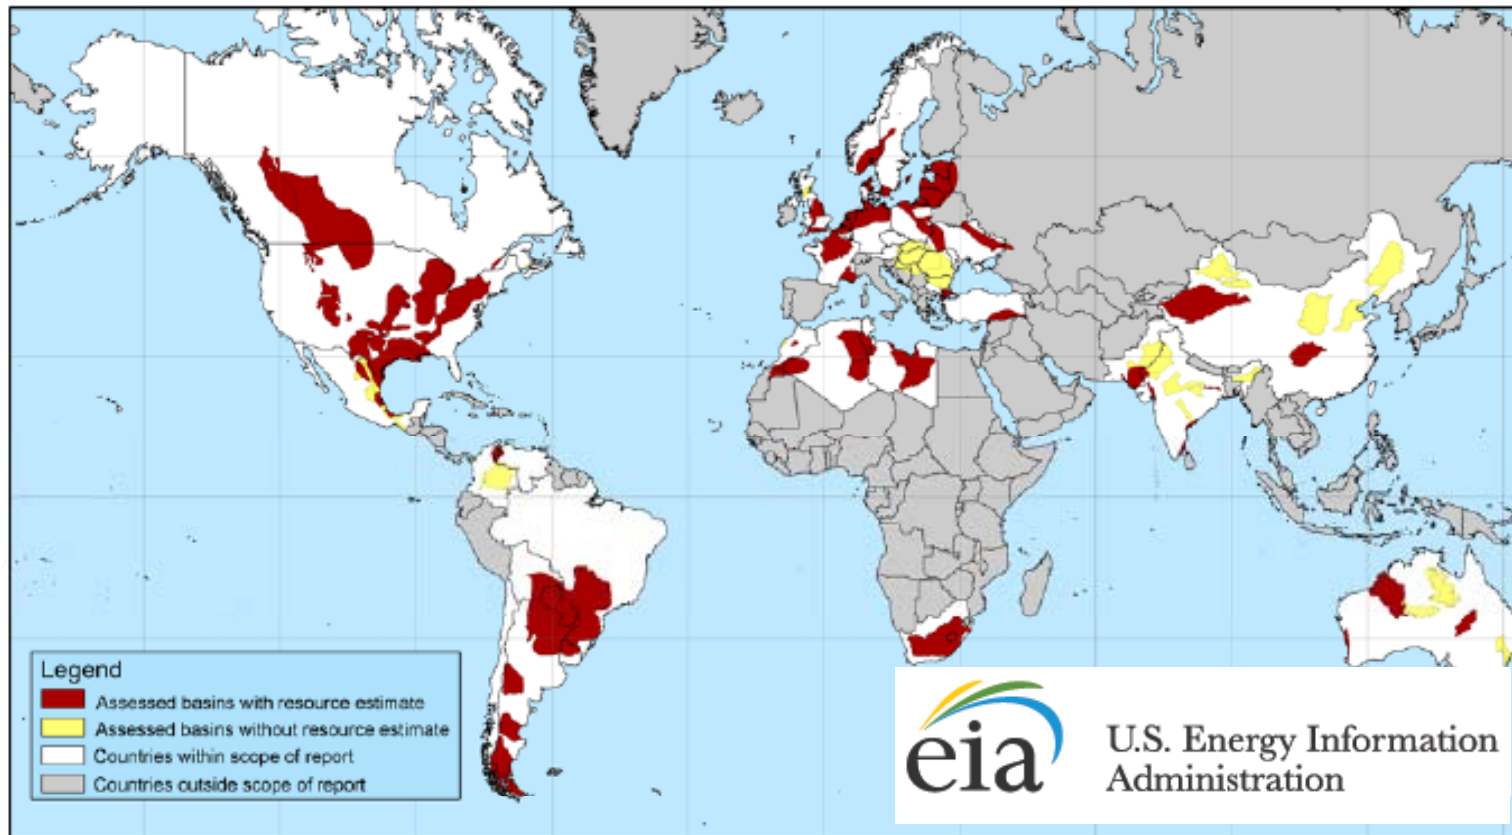 Legend
Assessed basins with resource estimate
Assessed basins without resource estimate
Countries within scope of report
Countries outside scope of report
eia
U.S. Energy Information
Administration